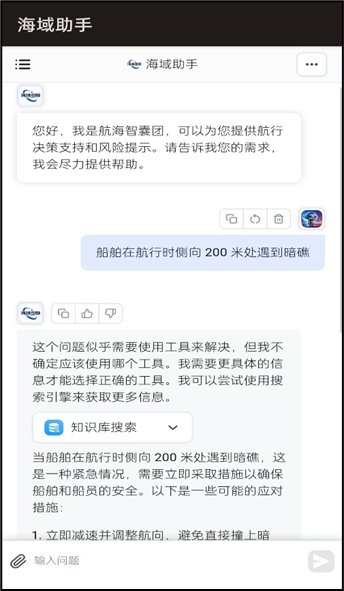 海域助手
海域助手
您好，我是航海智囊团，可以为您提供航行
决策支持和风险提示。请告诉我您的需求，
我会尽力提供帮助。
船舶在航行时侧向 200 米处遇到暗礁
这个问题似乎需要使用工具来解决，但我不
确定应该使用哪个工具。我需要更具体的信
息才能选择正确的工具。我可以尝试使用搜
索引擎来获取更多信息。
知识库搜索
当船舶在航行时侧向 200 米处遇到暗礁，这
是一种紧急情况，需要立即采取措施以确保
船舶和船员的安全。以下是一些可能的应对
措施：
1. 立即减速并调整航向，避免直接撞上暗
输入问题